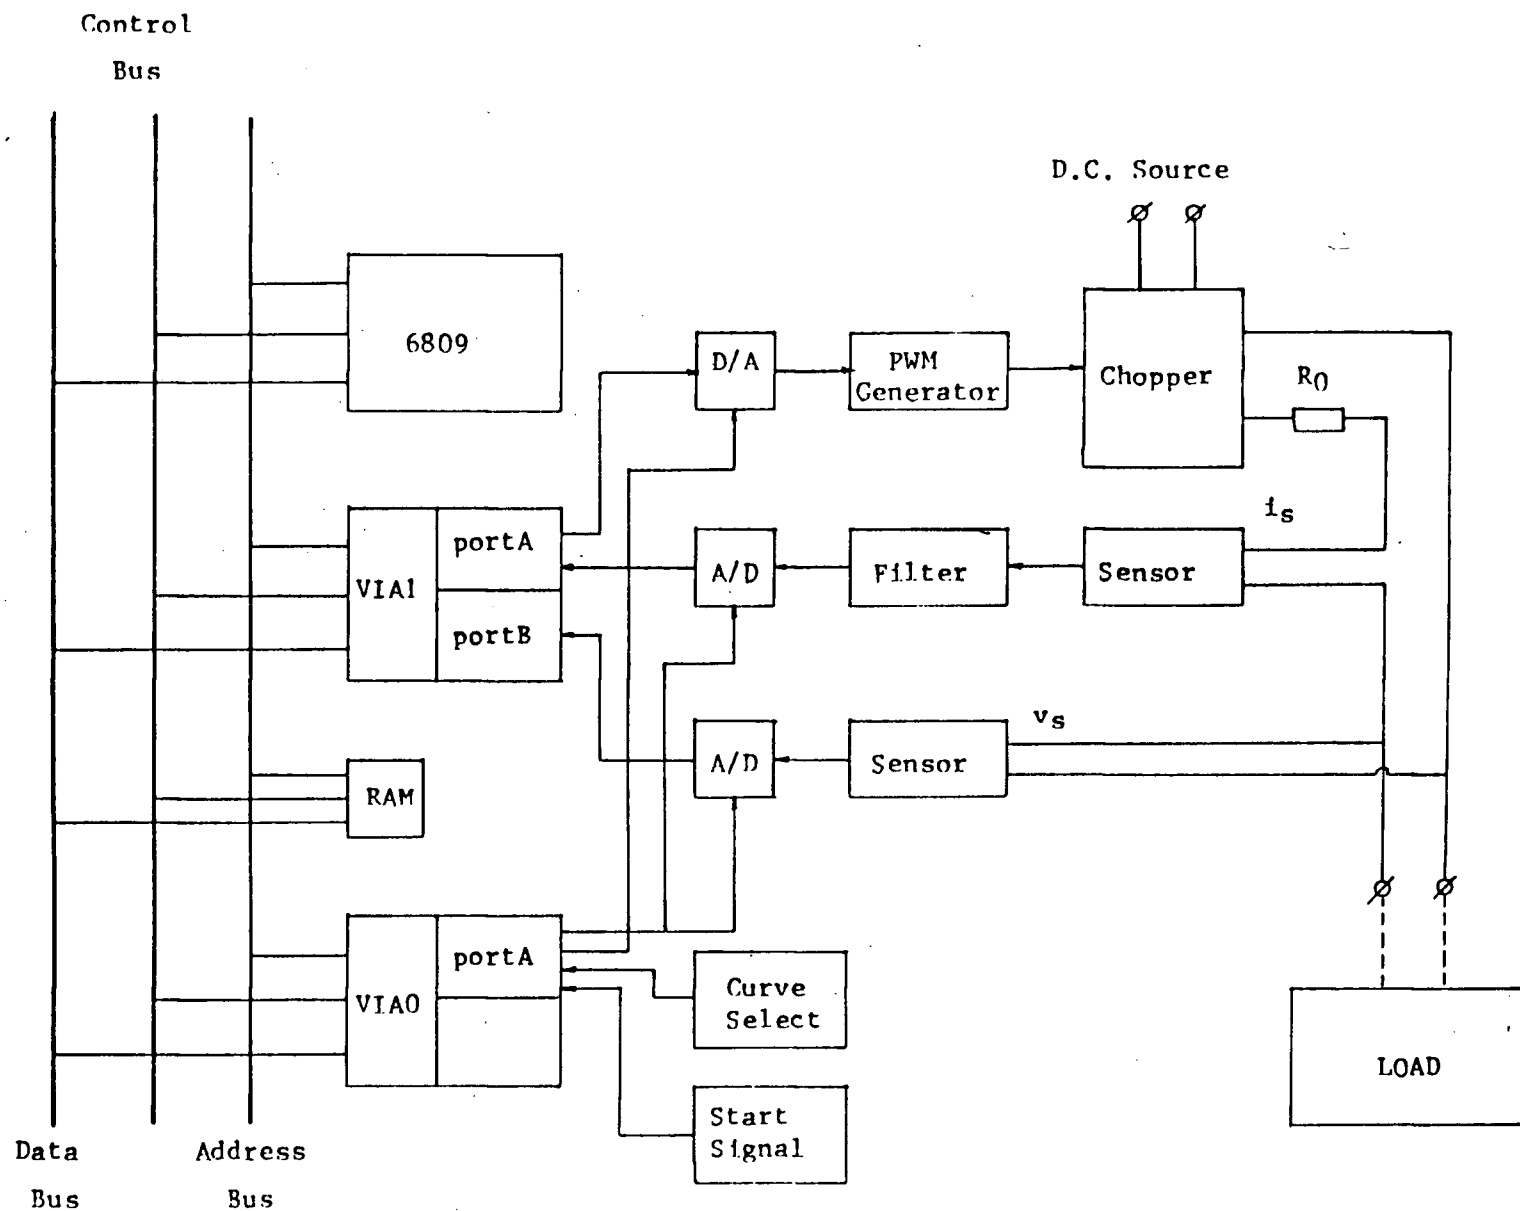 Control
Bus
D.C. Source
6809
D/A
PWM
Generator
Chopper
R0
is
VIA1
portA
portB
A/D
Filter
Sensor
vs
A/D
Sensor
RAM
VIA0
portA
Curve
Select
LOAD
Start
Signal
Data
Bus
Address
Bus